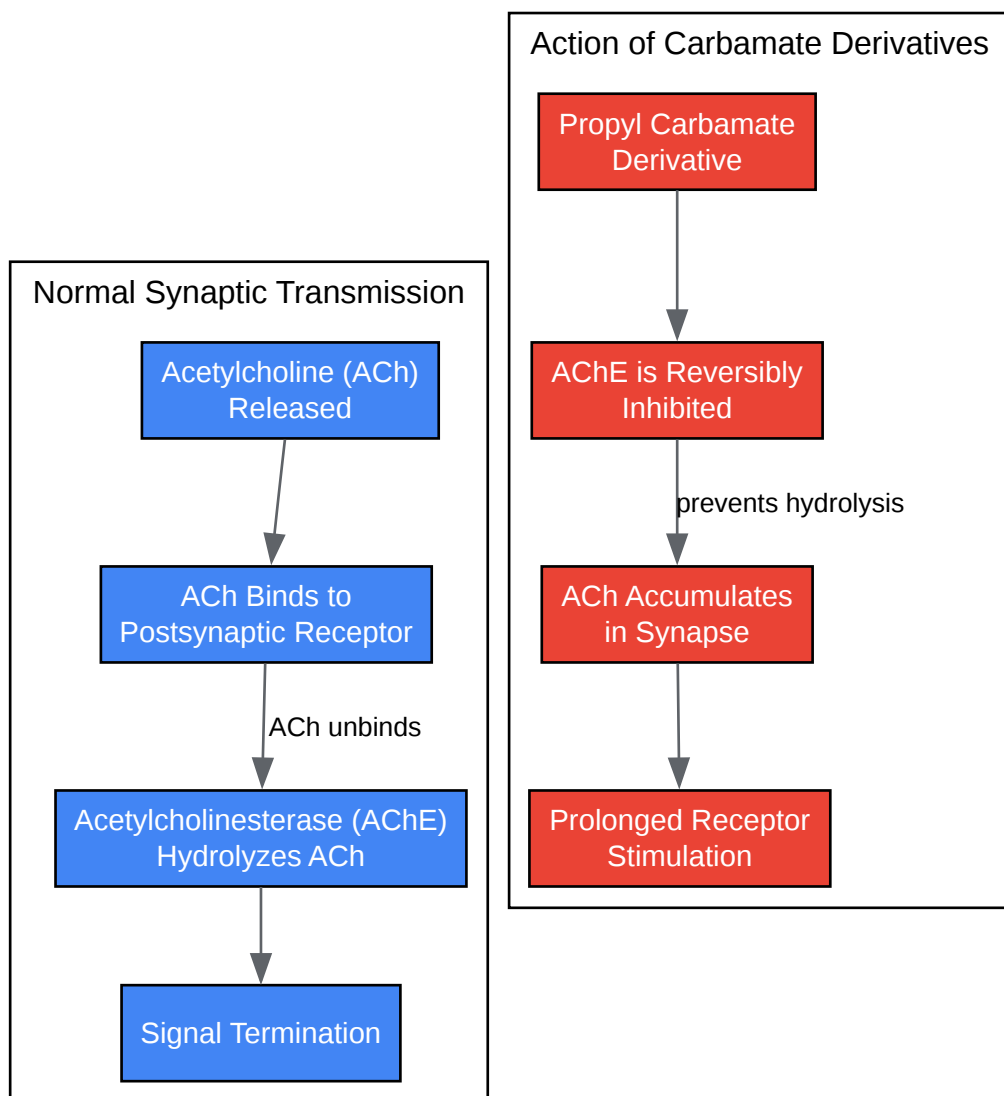 Normal Synaptic Transmission
Acetylcholine (ACh)
Released
ACh Binds to
Postsynaptic Receptor
ACh unbinds
Acetylcholinesterase (AChE)
Hydrolyzes ACh
Signal Termination
Action of Carbamate Derivatives
Propyl Carbamate
Derivative
AChE is Reversibly
Inhibited
prevents hydrolysis
ACh Accumulates
in Synapse
Prolonged Receptor
Stimulation